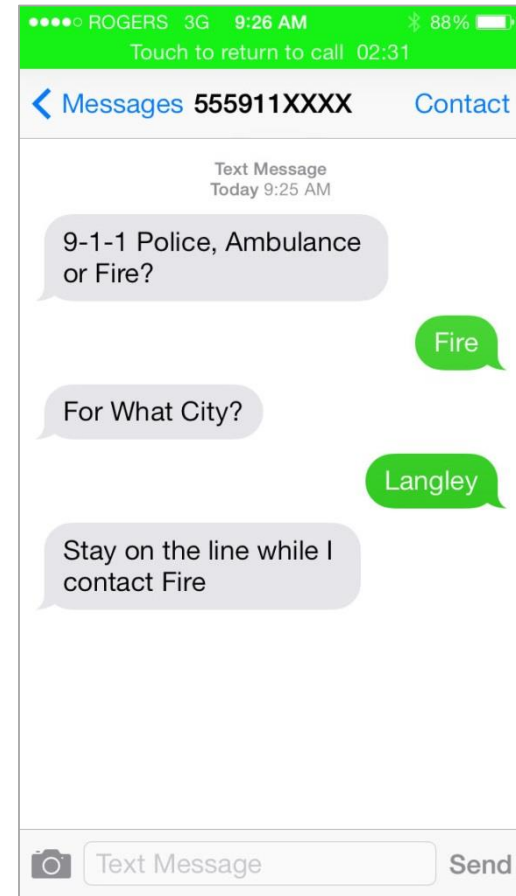 ROGERS 3G 9:26 AM 88%
Touch to return to call 02:31
Messages 555911XXXX Contact
Text Message
Today 9:25 AM
9-1-1 Police, Ambulance
or Fire?
Fire
For What City?
Langley
Stay on the line while I
contact Fire
Text Message Send